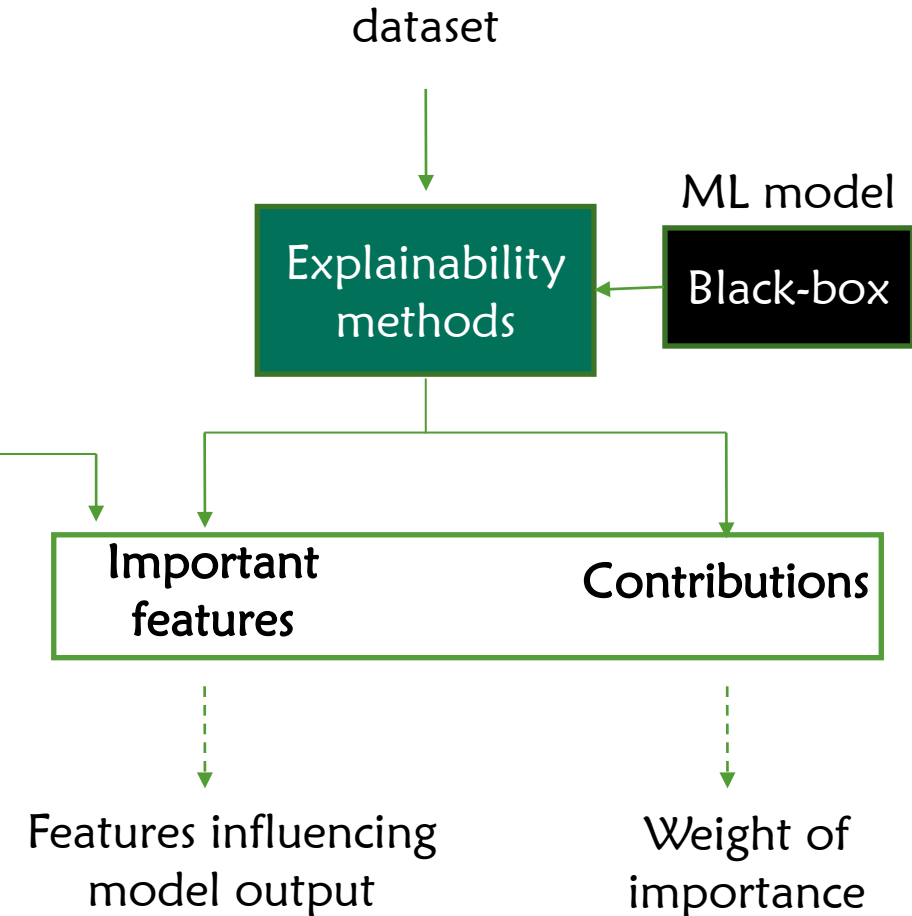 dataset
ML model
Explainability
methods
Black-box
Important
features
Contributions
Features influencing
model output
Weight of
importance